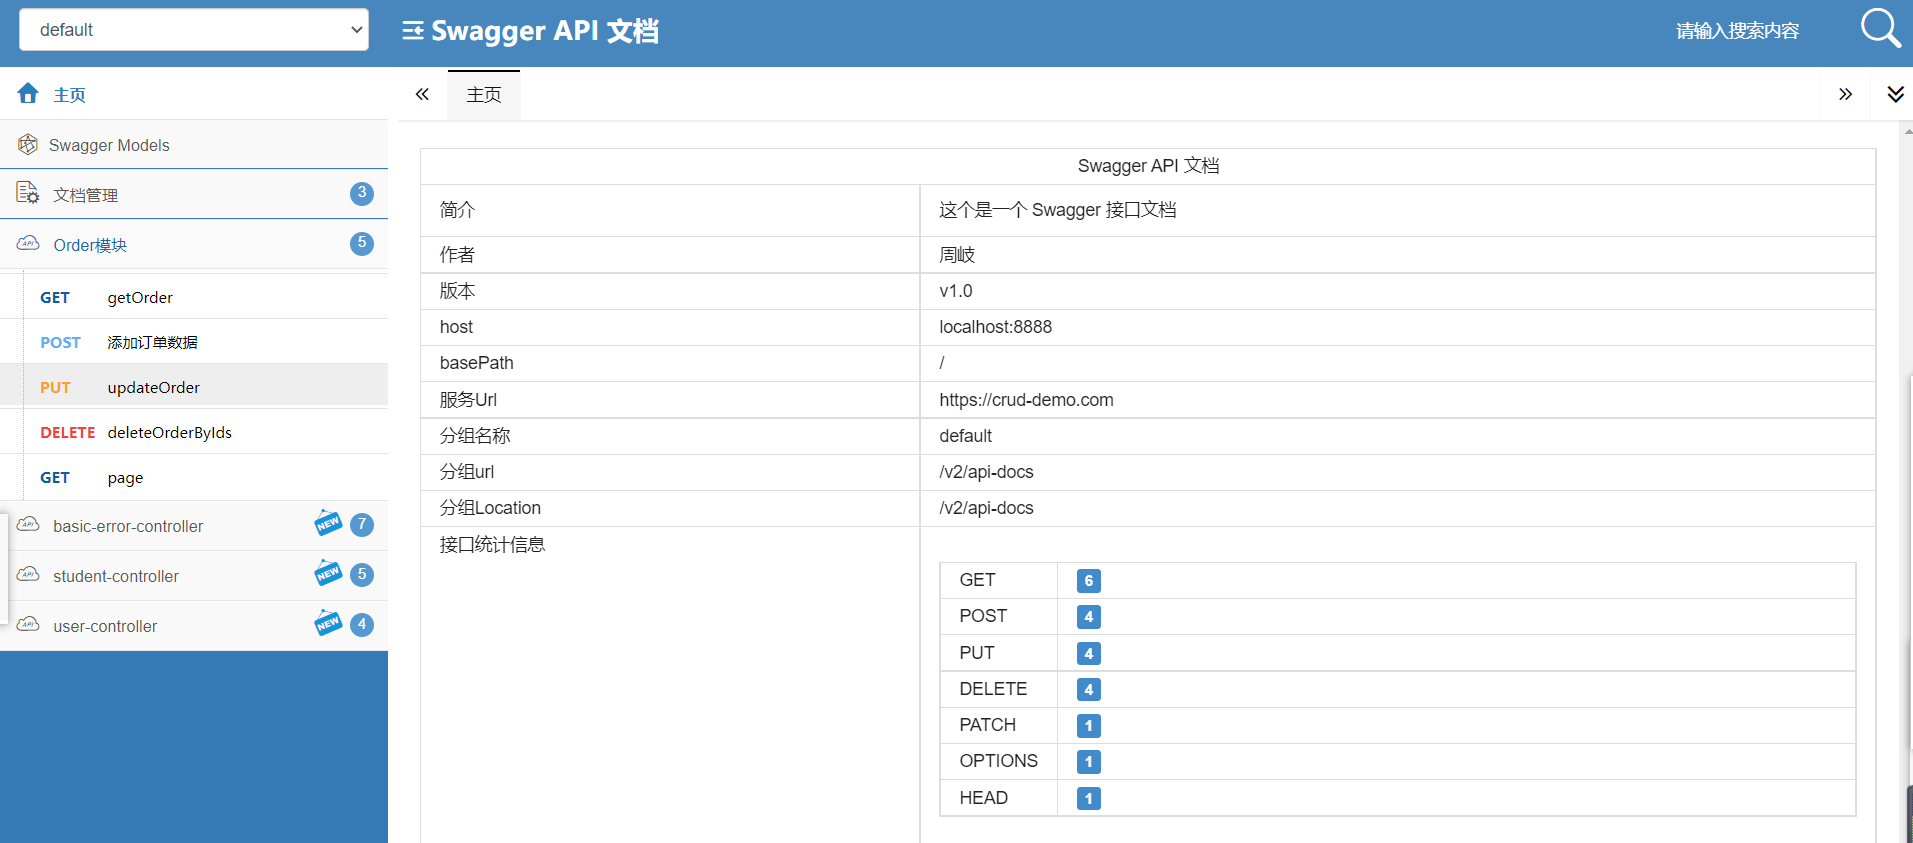 default
Swagger API 文档
请输入搜索内容
主页
Swagger Models
文档管理 3
Order模块 5
GET getOrder
POST 添加订单数据
PUT updateOrder
DELETE deleteOrderByIds
GET page
basic-error-controller NEW 7
student-controller NEW 5
user-controller NEW 4
主页
Swagger API 文档
简介 这个是一个 Swagger 接口文档
作者 周岐
版本 v1.0
host localhost:8888
basePath /
服务Url https://crud-demo.com
分组名称 default
分组url /v2/api-docs
分组Location /v2/api-docs
接口统计信息
GET 6
POST 4
PUT 4
DELETE 4
PATCH 1
OPTIONS 1
HEAD 1